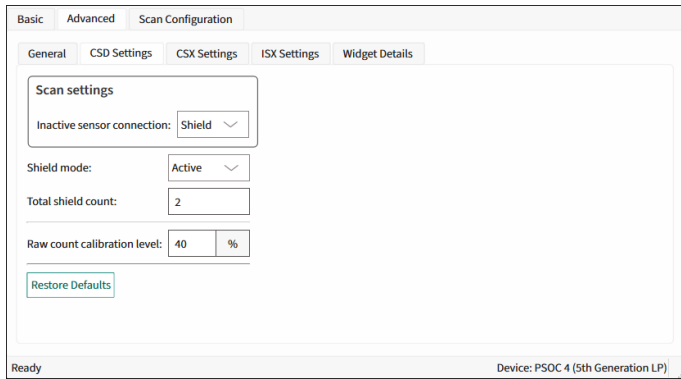 Basic Advanced Scan Configuration
General CSD Settings CSX Settings ISX Settings Widget Details
Scan settings
Inactive sensor connection: Shield
Shield mode: Active
Total shield count: 2
Raw count calibration level: 40 %
Restore Defaults
Ready Device: PSOC 4 (5th Generation LP)